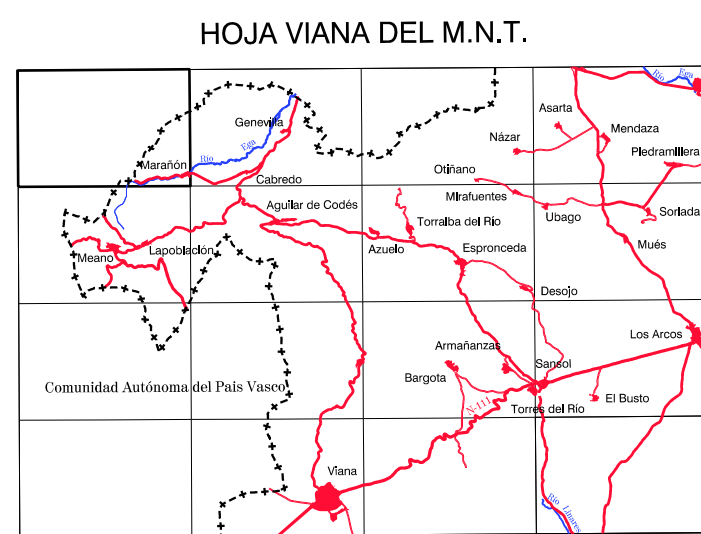 HOJA VIANA DEL M.N.T.
Río Ega
Genevilla
Asarta
Mendaza
Názar
Piedramillera
Marañón
Río Ega
Otiñano
Cabredo
Mirafuentes
Aguilar de Codés
Ubago
Sorlada
Torralba del Río
Lapoblación
Azuelo
Espronceda
Mués
Meano
Desojo
Los Arcos
Armañanzas
Sansol
Bargota
Comunidad Autónoma del Pais Vasco
El Busto
N-111
Torres del Río
Viana
Río Linares